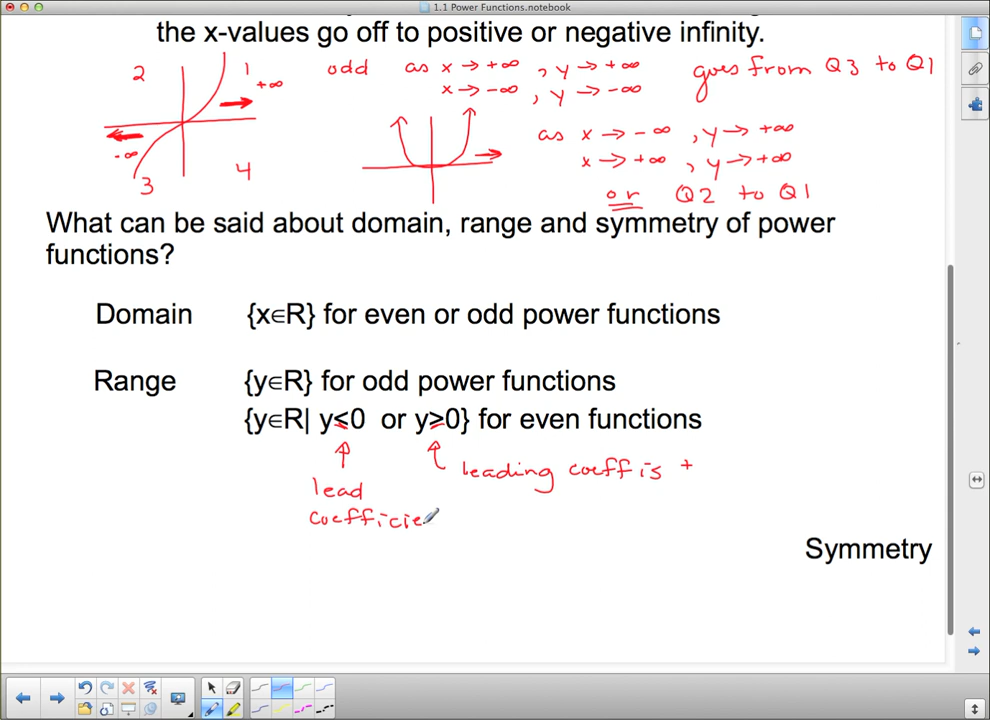 1.1 Power Functions.notebook
the x-values go off to positive or negative infinity.
2 1 +∞ odd as x → +∞ , y → +∞ goes from Q3 to Q1
x → -∞ , y → -∞
-∞ 3 4 as x → -∞ , y → +∞
x → +∞ , y → +∞
or Q2 to Q1
What can be said about domain, range and symmetry of power
functions?
Domain {x∈R} for even or odd power functions
Range {y∈R} for odd power functions
{y∈R| y≤0 or y≥0} for even functions
leading coeff is +
lead
coefficie
Symmetry